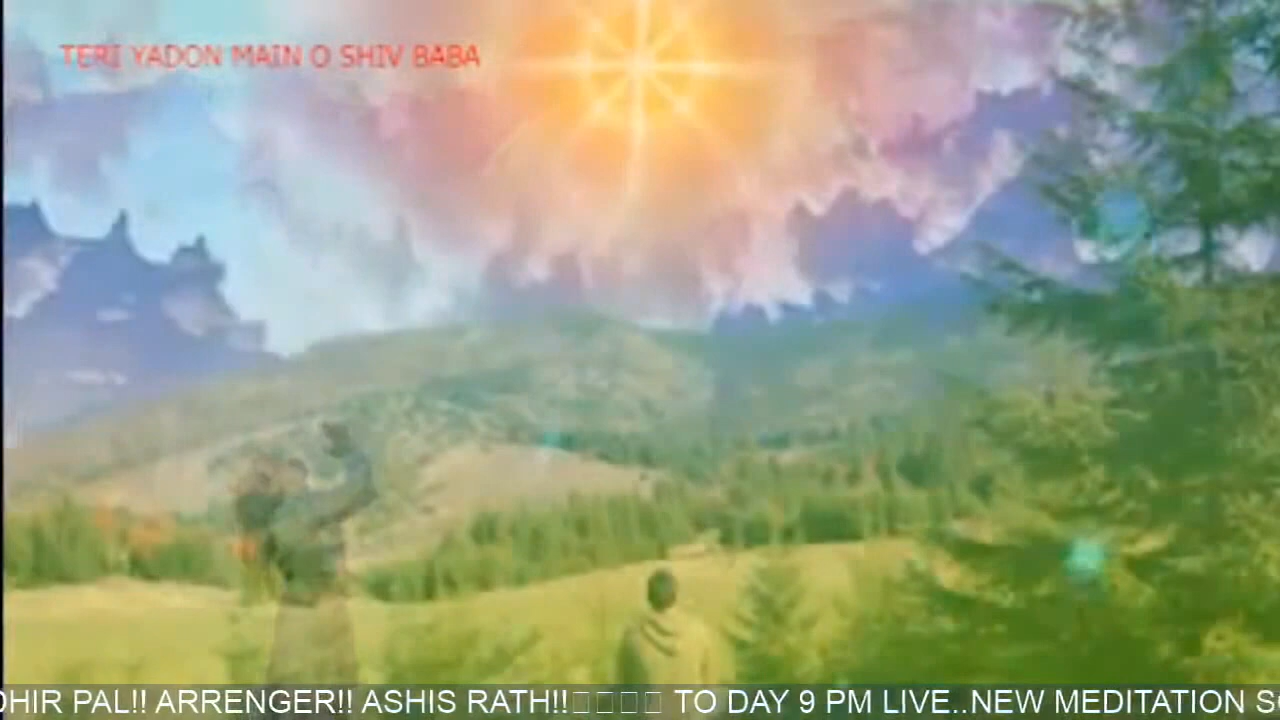 TERI YADON MAIN O SHIV BABA
DHIR PAL!! ARRENGER!! ASHIS RATH!!□□□□ TO DAY 9 PM LIVE..NEW MEDITATION